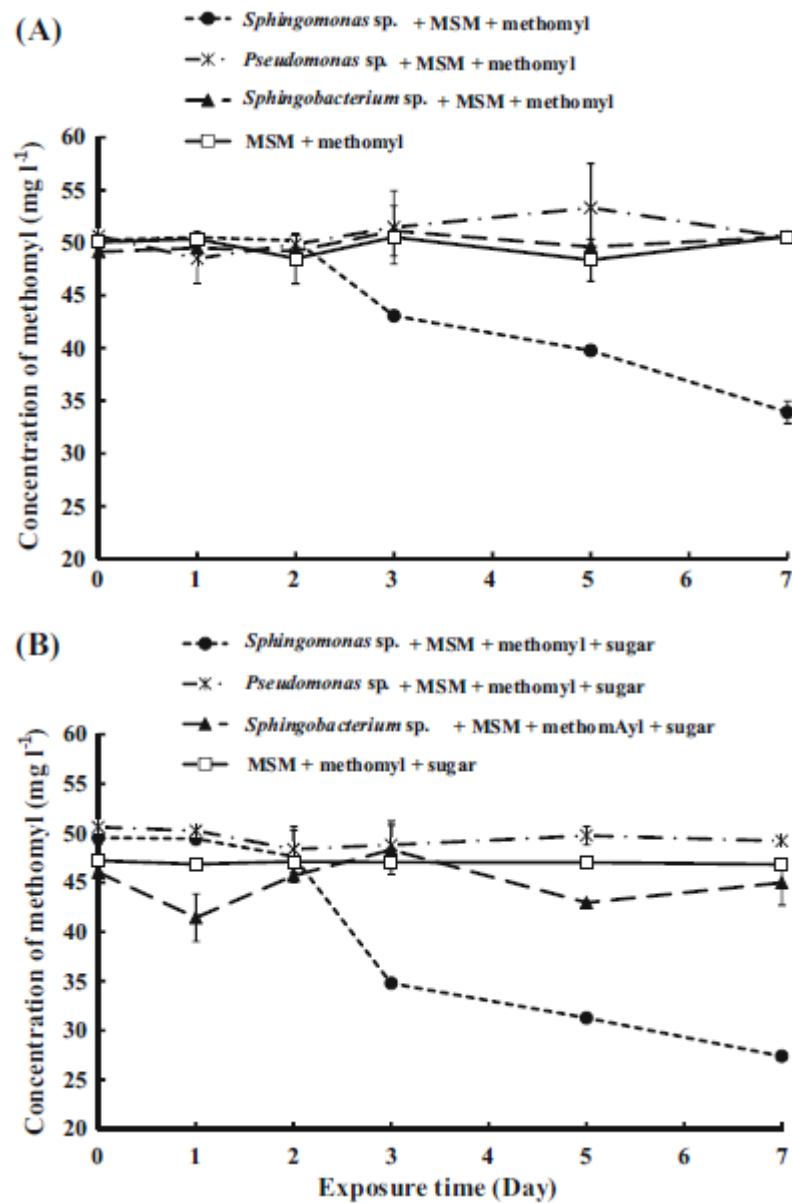 (A)
Sphingomonas sp. + MSM + methomyl
Pseudomonas sp. + MSM + methomyl
Sphingobacterium sp. + MSM + methomyl
MSM + methomyl
Concentration of methomyl (mg l⁻¹)
60
55
50
45
40
35
30
25
20
0 1 2 3 4 5 6 7
(B)
Sphingomonas sp. + MSM + methomyl + sugar
Pseudomonas sp. + MSM + methomyl + sugar
Sphingobacterium sp. + MSM + methomAyl + sugar
MSM + methomyl + sugar
Concentration of methomyl (mg l⁻¹)
60
55
50
45
40
35
30
25
20
0 1 2 3 4 5 6 7
Exposure time (Day)